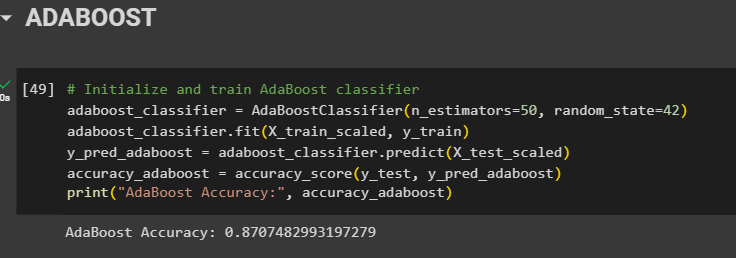 ADABOOST
[49] # Initialize and train AdaBoost classifier
0s
adaboost_classifier = AdaBoostClassifier(n_estimators=50, random_state=42)
adaboost_classifier.fit(X_train_scaled, y_train)
y_pred_adaboost = adaboost_classifier.predict(X_test_scaled)
accuracy_adaboost = accuracy_score(y_test, y_pred_adaboost)
print("AdaBoost Accuracy:", accuracy_adaboost)
AdaBoost Accuracy: 0.8707482993197279